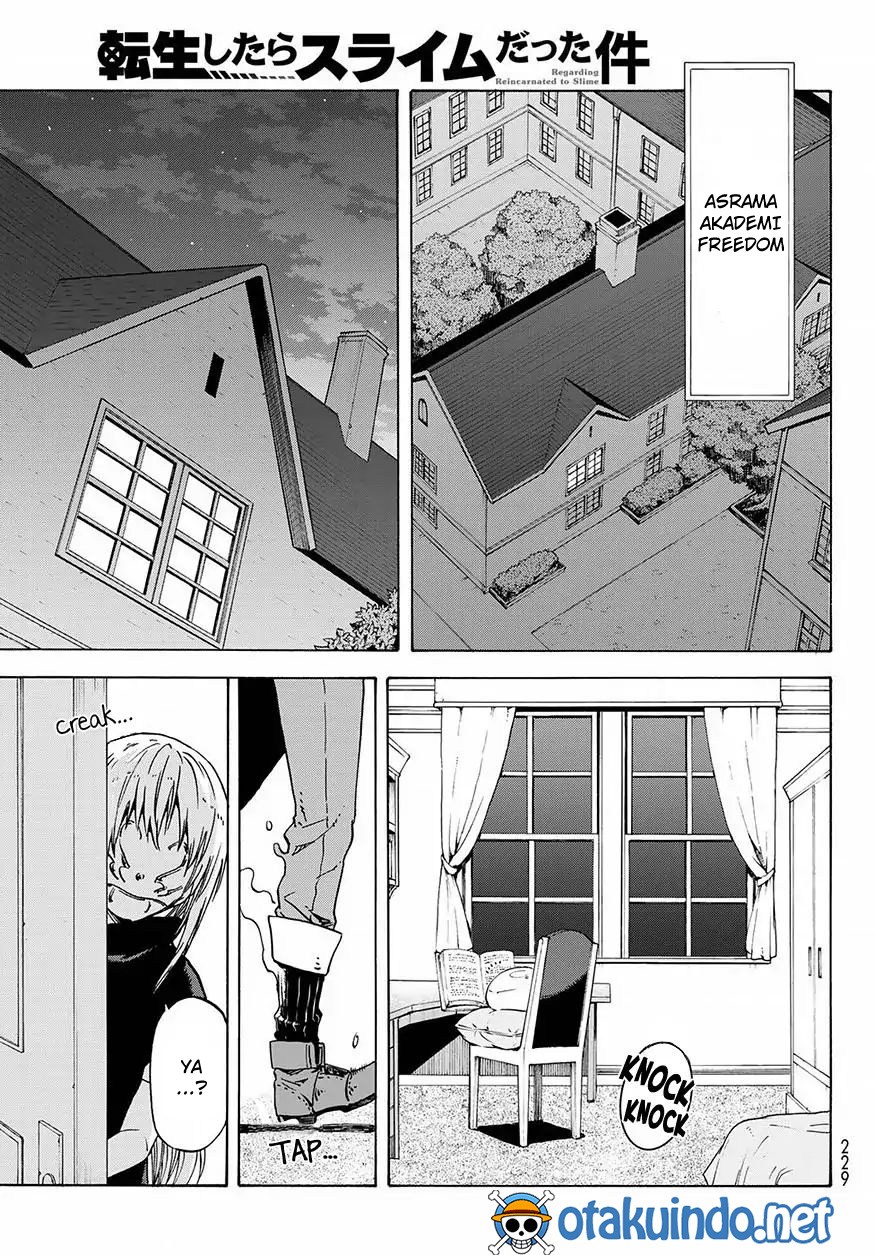 転生したらスライムだった件
Regarding
Reincarnated to Slime
ASRAMA
AKADEMI
FREEDOM
KNOCK
KNOCK
TAP...
creak...
YA
...?
229
otakuindo.net